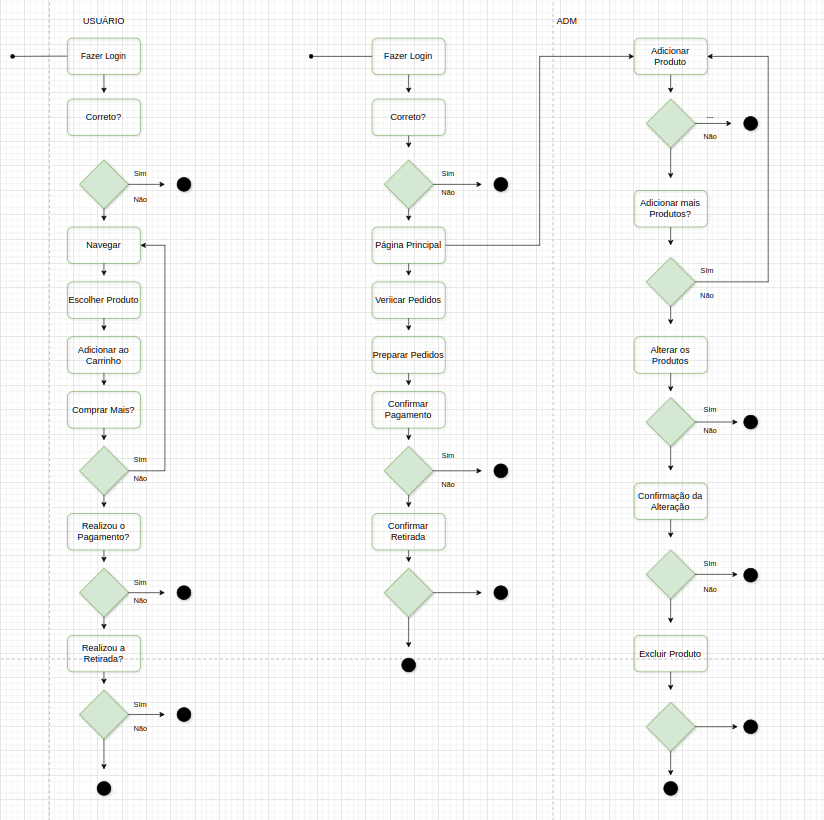 USUÁRIO
Fazer Login
Correto?
Sim
Não
Navegar
Escolher Produto
Adicionar ao
Carrinho
Comprar Mais?
Sim
Não
Realizou o
Pagamento?
Sim
Não
Realizou a
Retirada?
Sim
Não
Fazer Login
Correto?
Sim
Não
Página Principal
Veriicar Pedidos
Preparar Pedidos
Confirmar
Pagamento
Sim
Não
Confirmar
Retirada
ADM
Adicionar
Produto
---
Não
Adicionar mais
Produtos?
Sim
Não
Alterar os
Produtos
Sim
Não
Confirmação da
Alteração
Sim
Não
Excluir Produto